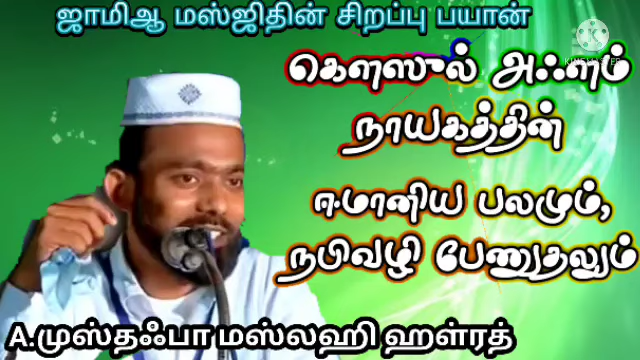 ஜாமிஆ மஸ்ஜிதின் சிறப்பு பயான்
கௌஸுல் அஃளம்
நாயகத்தின்
ஈமானிய பலமும்,
நபிவழி பேணுதலும்
A.முஸ்தஃபா மஸ்லஹி ஹள்ரத்